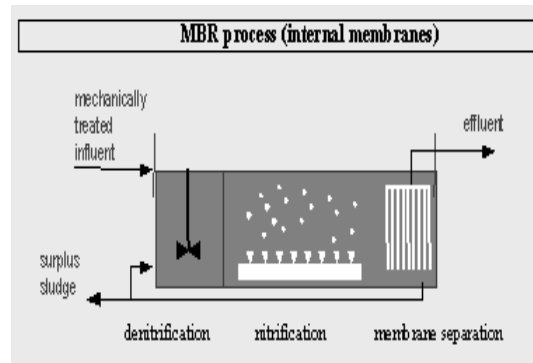 MBR process (internal membranes)
mechanically
treated
influent
effluent
surplus
sludge
denitrification nitrification membrane separation